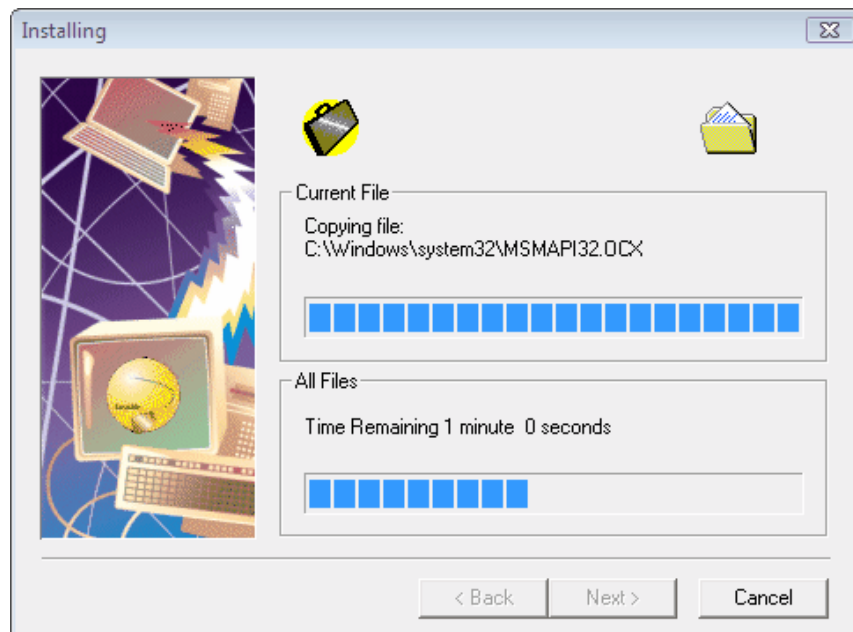 Installing
Current File
Copying file:
C:\Windows\system32\MSMAPI32.OCX
All Files
Time Remaining 1 minute  0 seconds
< Back
Next >
Cancel